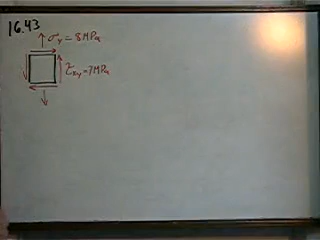 16.43
σy = 8 MPa
τxy = 7 MPa